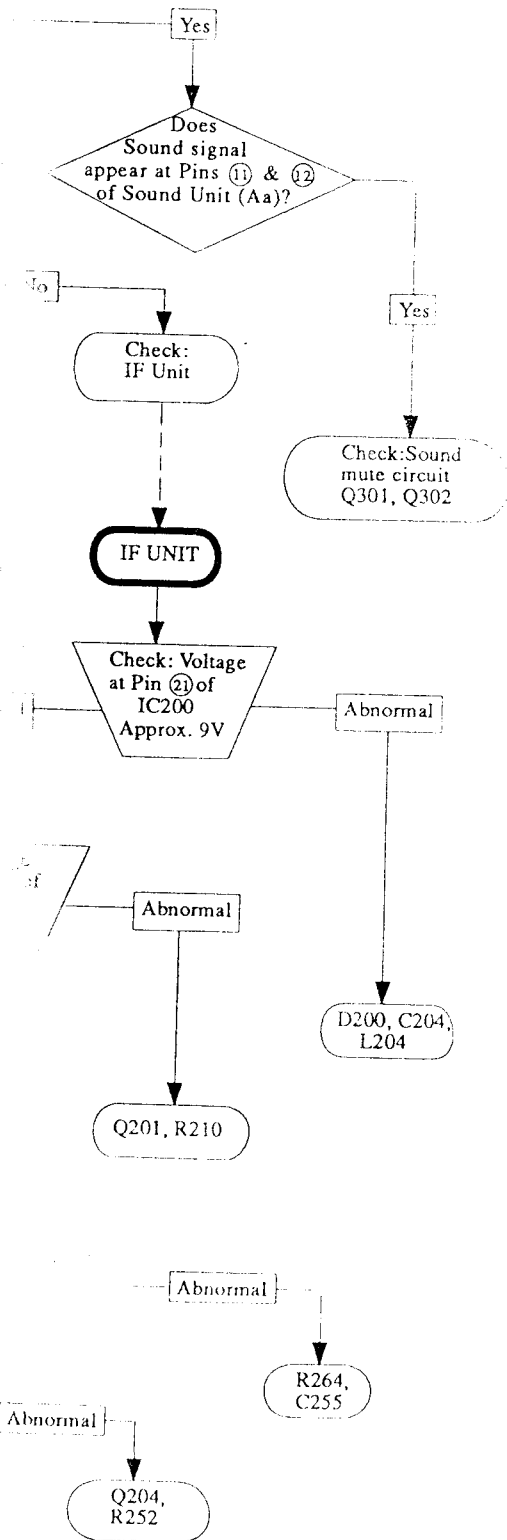 Yes
Does
Sound signal
appear at Pins ⑪ & ⑫
of Sound Unit (Aa)?
Yes
Check:
IF Unit
Check:Sound
mute circuit
Q301, Q302
IF UNIT
Check: Voltage
at Pin ㉑ of
IC200
Approx. 9V
Abnormal
Abnormal
D200, C204,
L204
Q201, R210
Abnormal
R264,
C255
Abnormal
Q204,
R252